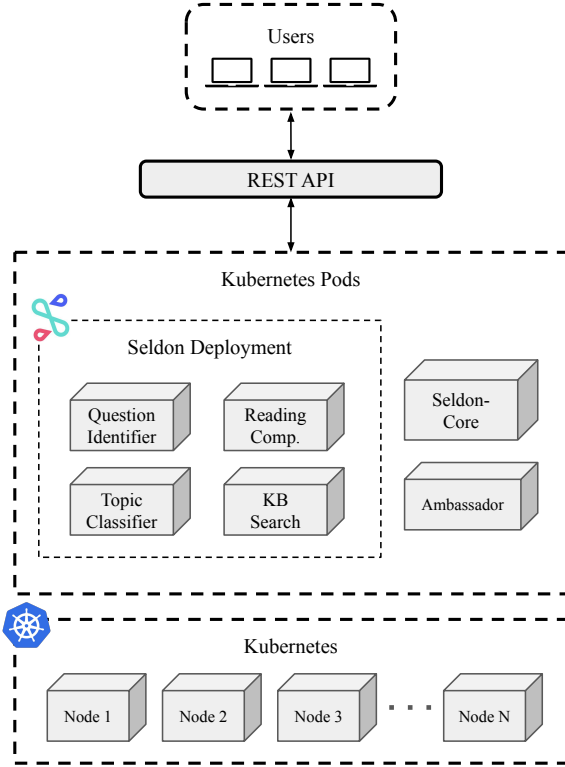 Users
REST API
Kubernetes Pods
Seldon Deployment
Question
Identifier
Reading
Comp.
Seldon-
Core
Topic
Classifier
KB
Search
Ambassador
Kubernetes
Node 1
Node 2
Node 3
. . .
Node N